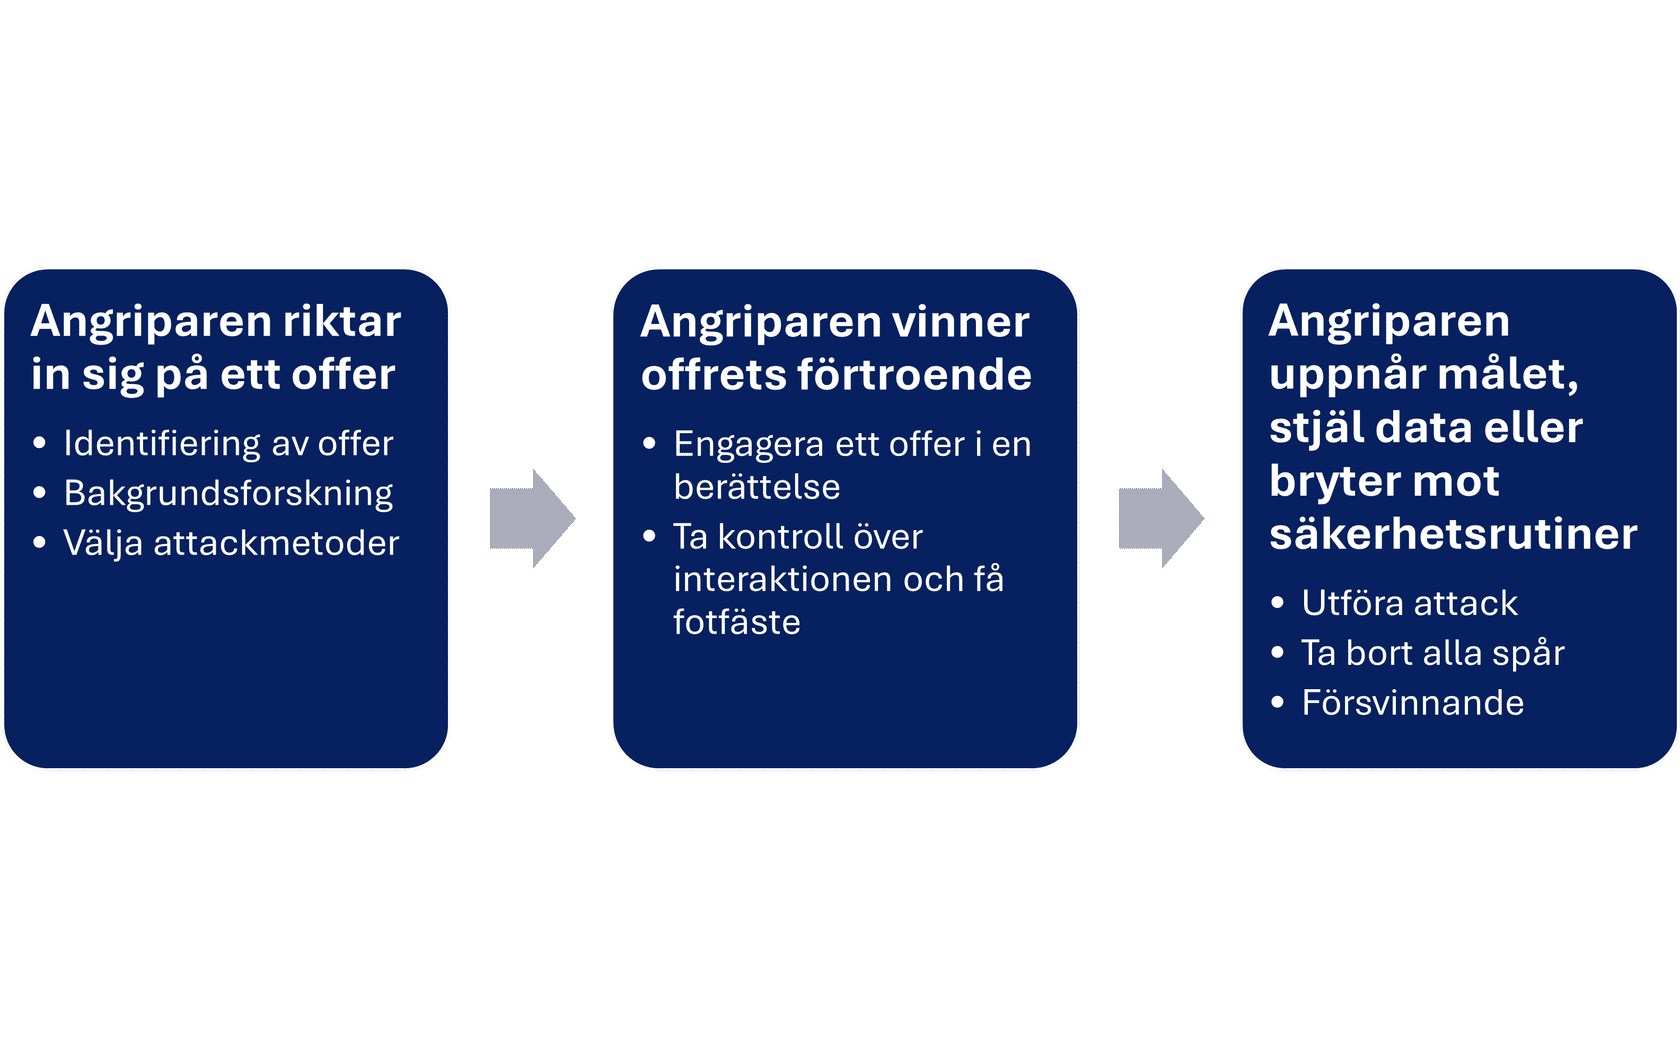 Angriparen riktar
in sig på ett offer
• Identifiering av offer
• Bakgrundsforskning
• Välja attackmetoder
Angriparen vinner
offrets förtroende
• Engagera ett offer i en
berättelse
• Ta kontroll över
interaktionen och få
fotfäste
Angriparen
uppnår målet,
stjäl data eller
bryter mot
säkerhetsrutiner
• Utföra attack
• Ta bort alla spår
• Försvinnande